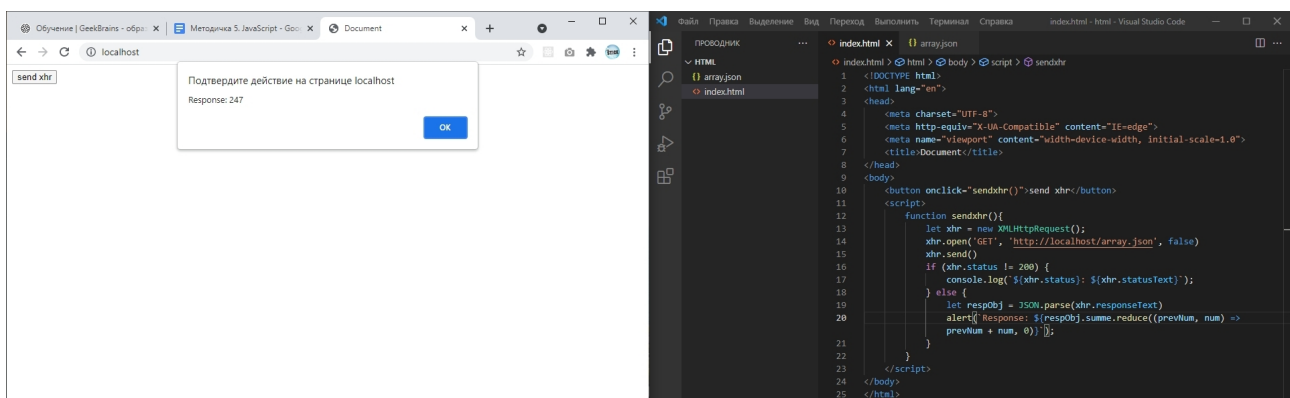 Обучение | GeekBrains - образ
Методичка 5. JavaScript - Goo
Document
localhost
send xhr
Подтвердите действие на странице localhost
Response: 247
ОК
Файл Правка Выделение Вид Переход Выполнить Терминал Справка
index.html - html - Visual Studio Code
ПРОВОДНИК
HTML
{} array.json
<> index.html
<> index.html
{} array.json
<> index.html > html > body > script > sendxhr
1 <!DOCTYPE html>
2 <html lang="en">
3 <head>
4 <meta charset="UTF-8">
5 <meta http-equiv="X-UA-Compatible" content="IE=edge">
6 <meta name="viewport" content="width=device-width, initial-scale=1.0">
7 <title>Document</title>
8 </head>
9 <body>
10 <button onclick="sendxhr()">send xhr</button>
11 <script>
12 function sendxhr(){
13 let xhr = new XMLHttpRequest();
14 xhr.open('GET', 'http://localhost/array.json', false)
15 xhr.send()
16 if (xhr.status != 200) {
17 console.log(`${xhr.status}: ${xhr.statusText}`);
18 } else {
19 let respObj = JSON.parse(xhr.responseText)
20 alert(`Response: ${respObj.summe.reduce((prevNum, num) =>
prevNum + num, 0)}`);
21 }
22 }
23 </script>
24 </body>
25 </html>